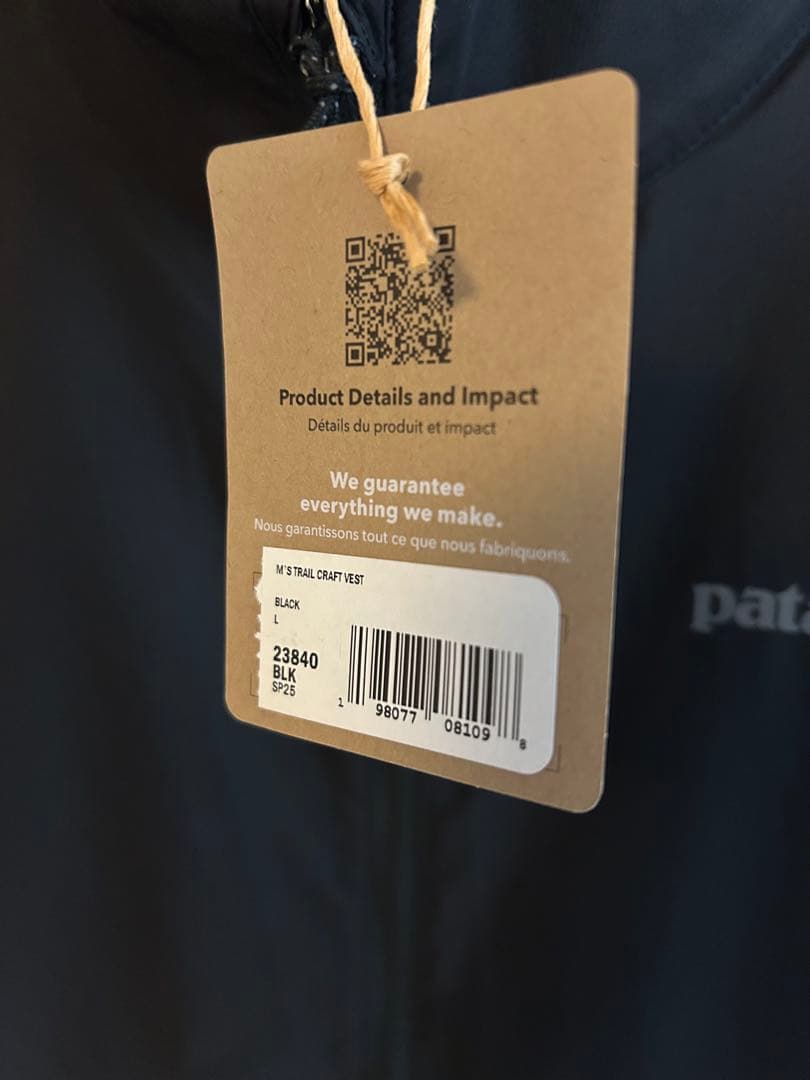 Product Details and Impact
Détails du produit et impact
We guarantee
everything we make.
Nous garantissons tout ce que nous fabriquons.
M'S TRAIL CRAFT VEST
BLACK
L
23840
BLK
SP25
1 98077 08109 8
pata